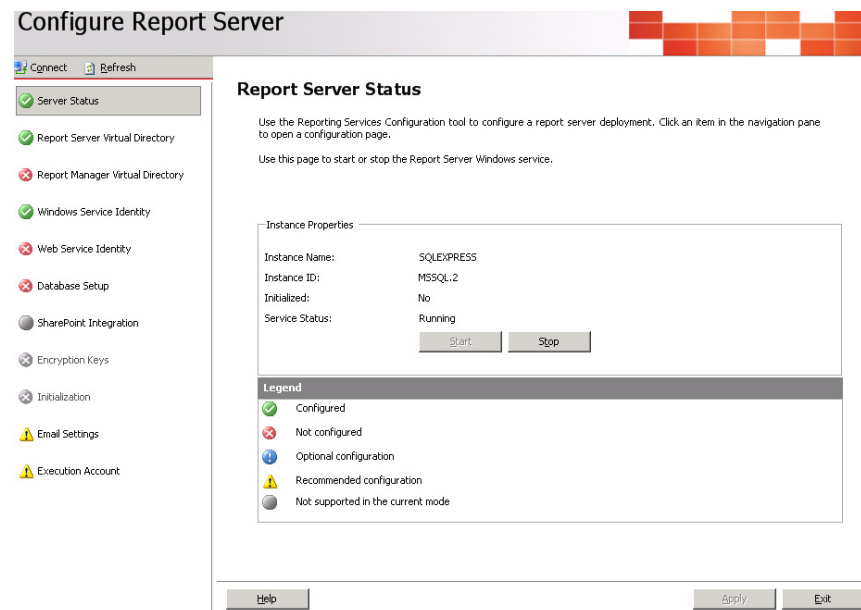 Configure Report Server
Connect Refresh
Server Status
Report Server Virtual Directory
Report Manager Virtual Directory
Windows Service Identity
Web Service Identity
Database Setup
SharePoint Integration
Encryption Keys
Initialization
Email Settings
Execution Account
Report Server Status
Use the Reporting Services Configuration tool to configure a report server deployment. Click an item in the navigation pane
to open a configuration page.
Use this page to start or stop the Report Server Windows service.
Instance Properties
Instance Name: SQLEXPRESS
Instance ID: MSSQL.2
Initialized: No
Service Status: Running
Start Stop
Legend
Configured
Not configured
Optional configuration
Recommended configuration
Not supported in the current mode
Help Apply Exit